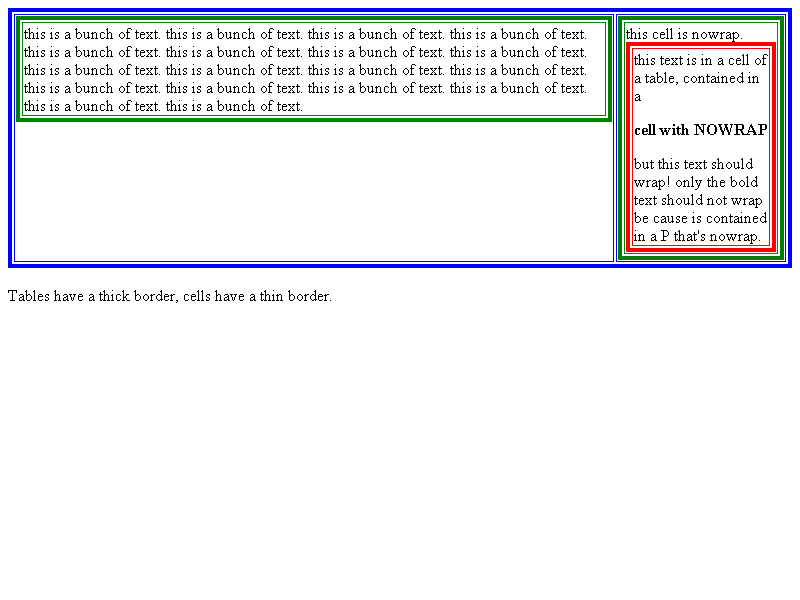 this is a bunch of text. this is a bunch of text. this is a bunch of text. this is a bunch of text.
this is a bunch of text. this is a bunch of text. this is a bunch of text. this is a bunch of text.
this is a bunch of text. this is a bunch of text. this is a bunch of text. this is a bunch of text.
this is a bunch of text. this is a bunch of text. this is a bunch of text. this is a bunch of text.
this is a bunch of text. this is a bunch of text.
this cell is nowrap.
this text is in a cell of
a table, contained in
a
cell with NOWRAP
but this text should
wrap! only the bold
text should not wrap
be cause is contained
in a P that's nowrap.
Tables have a thick border, cells have a thin border.